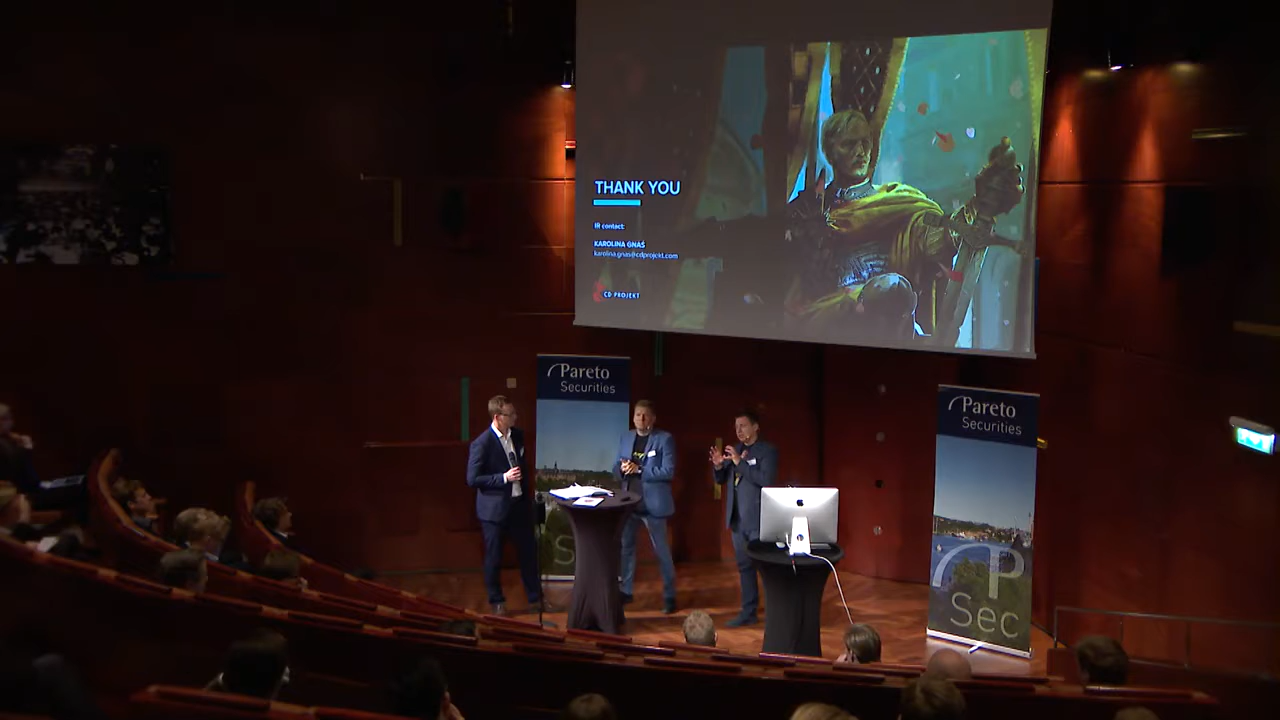 THANK YOU
IR contact:
KAROLINA GNAŚ
karolina.gnas@cdprojekt.com
CD PROJEKT
Pareto
Securities
S
Pareto
Securities
P
Sec